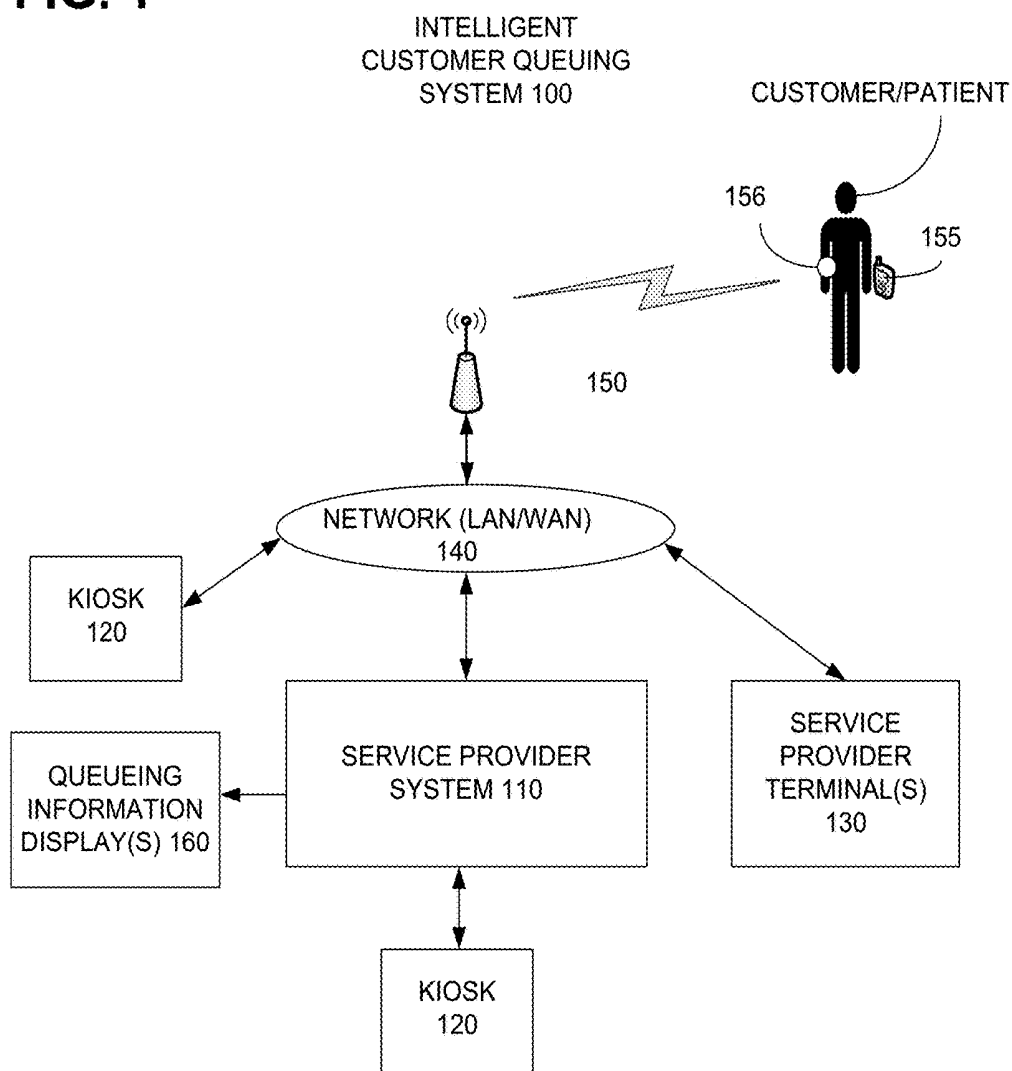 FIG. 1
INTELLIGENT
CUSTOMER QUEUING
SYSTEM 100
CUSTOMER/PATIENT
156
155
150
NETWORK (LAN/WAN)
140
KIOSK
120
SERVICE PROVIDER
SYSTEM 110
SERVICE
PROVIDER
TERMINAL(S)
130
QUEUEING
INFORMATION
DISPLAY(S) 160
KIOSK
120